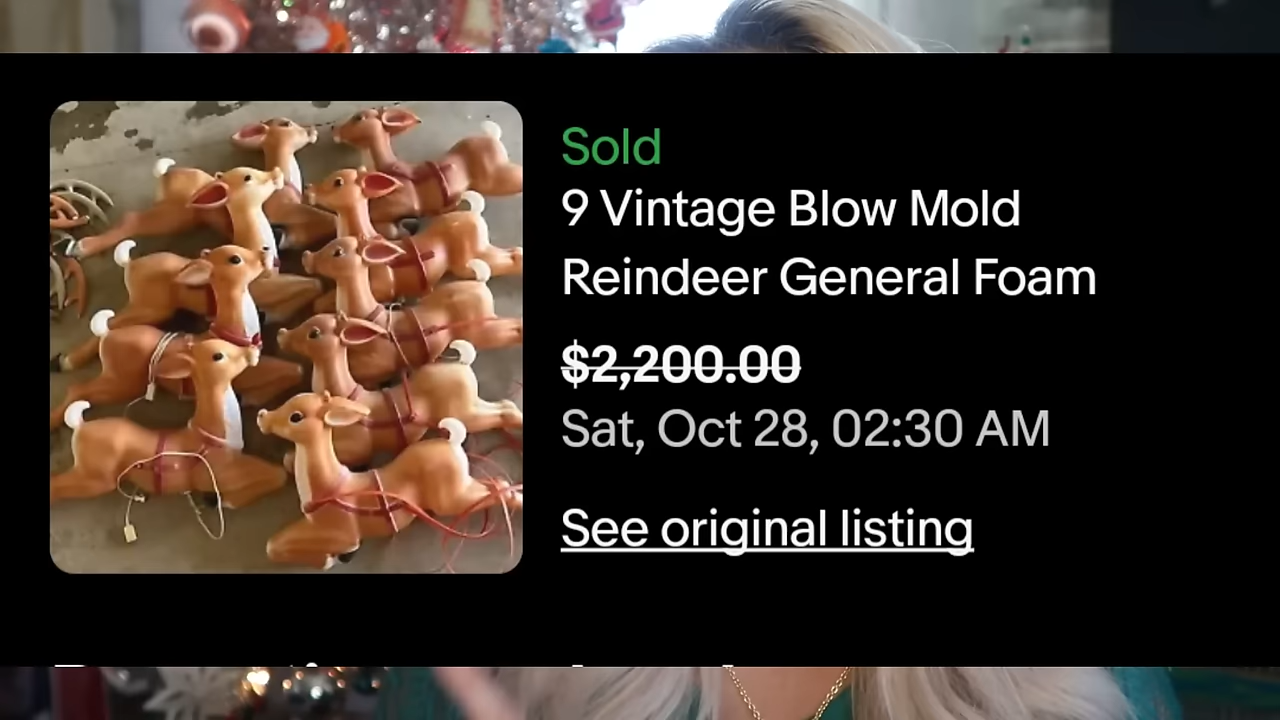 Sold
9 Vintage Blow Mold
Reindeer General Foam
$2,200.00
Sat, Oct 28, 02:30 AM
See original listing